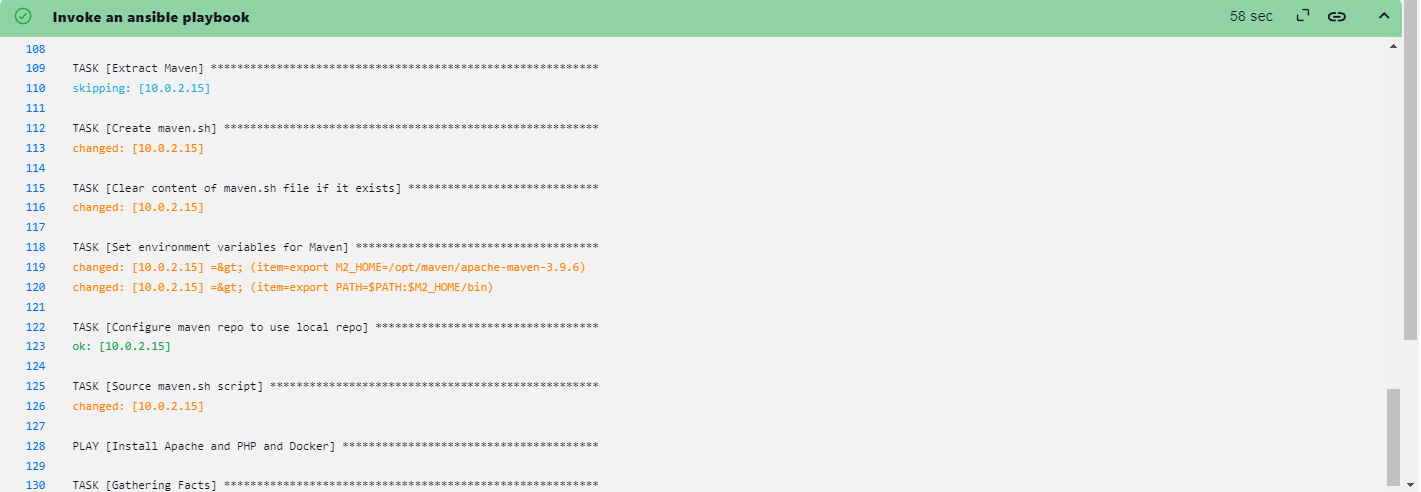 Invoke an ansible playbook 58 sec
108
109 TASK [Extract Maven] ***********************************************************
110 skipping: [10.0.2.15]
111
112 TASK [Create maven.sh] *********************************************************
113 changed: [10.0.2.15]
114
115 TASK [Clear content of maven.sh file if it exists] *****************************
116 changed: [10.0.2.15]
117
118 TASK [Set environment variables for Maven] *************************************
119 changed: [10.0.2.15] =&gt; (item=export M2_HOME=/opt/maven/apache-maven-3.9.6)
120 changed: [10.0.2.15] =&gt; (item=export PATH=$PATH:$M2_HOME/bin)
121
122 TASK [Configure maven repo to use local repo] **********************************
123 ok: [10.0.2.15]
124
125 TASK [Source maven.sh script] **************************************************
126 changed: [10.0.2.15]
127
128 PLAY [Install Apache and PHP and Docker] ***************************************
129
130 TASK [Gathering Facts] *********************************************************